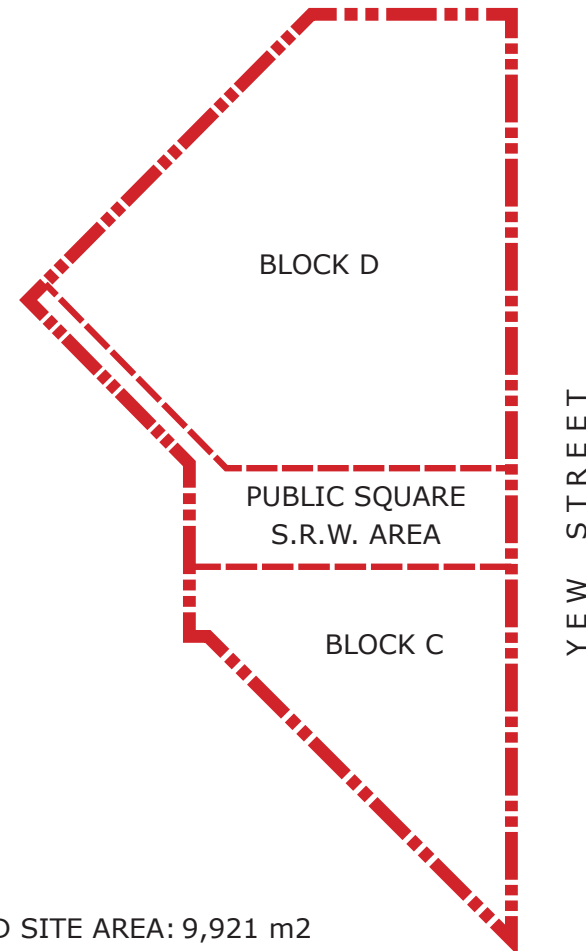 BLOCK D
PUBLIC SQUARE
S.R.W. AREA
YEW STREET
BLOCK C
SITE AREA: 9,921 m2